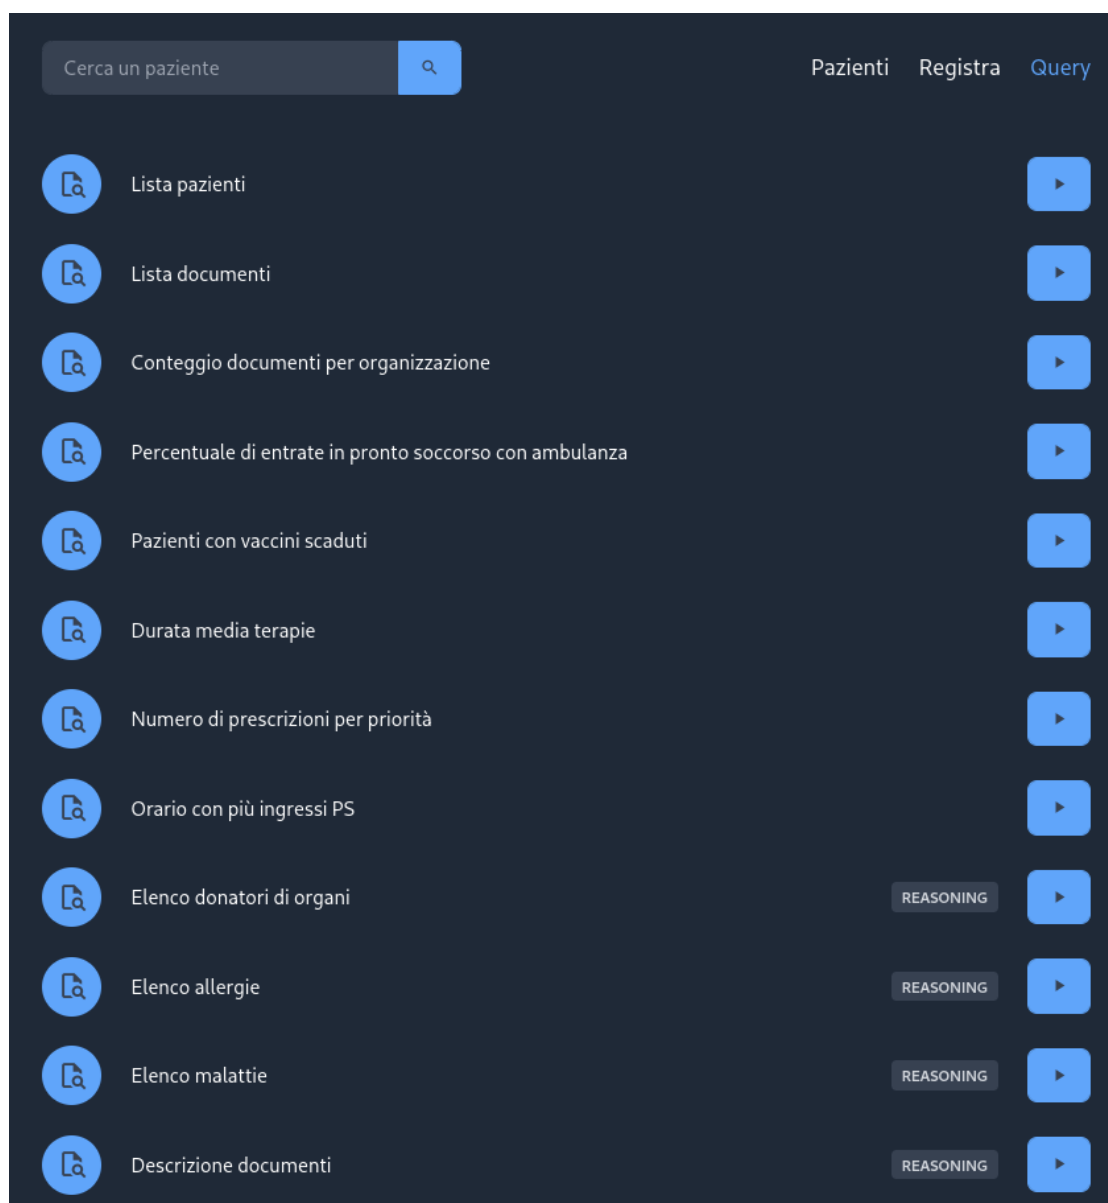 Cerca un paziente
Pazienti Registra Query
Lista pazienti
Lista documenti
Conteggio documenti per organizzazione
Percentuale di entrate in pronto soccorso con ambulanza
Pazienti con vaccini scaduti
Durata media terapie
Numero di prescrizioni per priorità
Orario con più ingressi PS
Elenco donatori di organi REASONING
Elenco allergie REASONING
Elenco malattie REASONING
Descrizione documenti REASONING